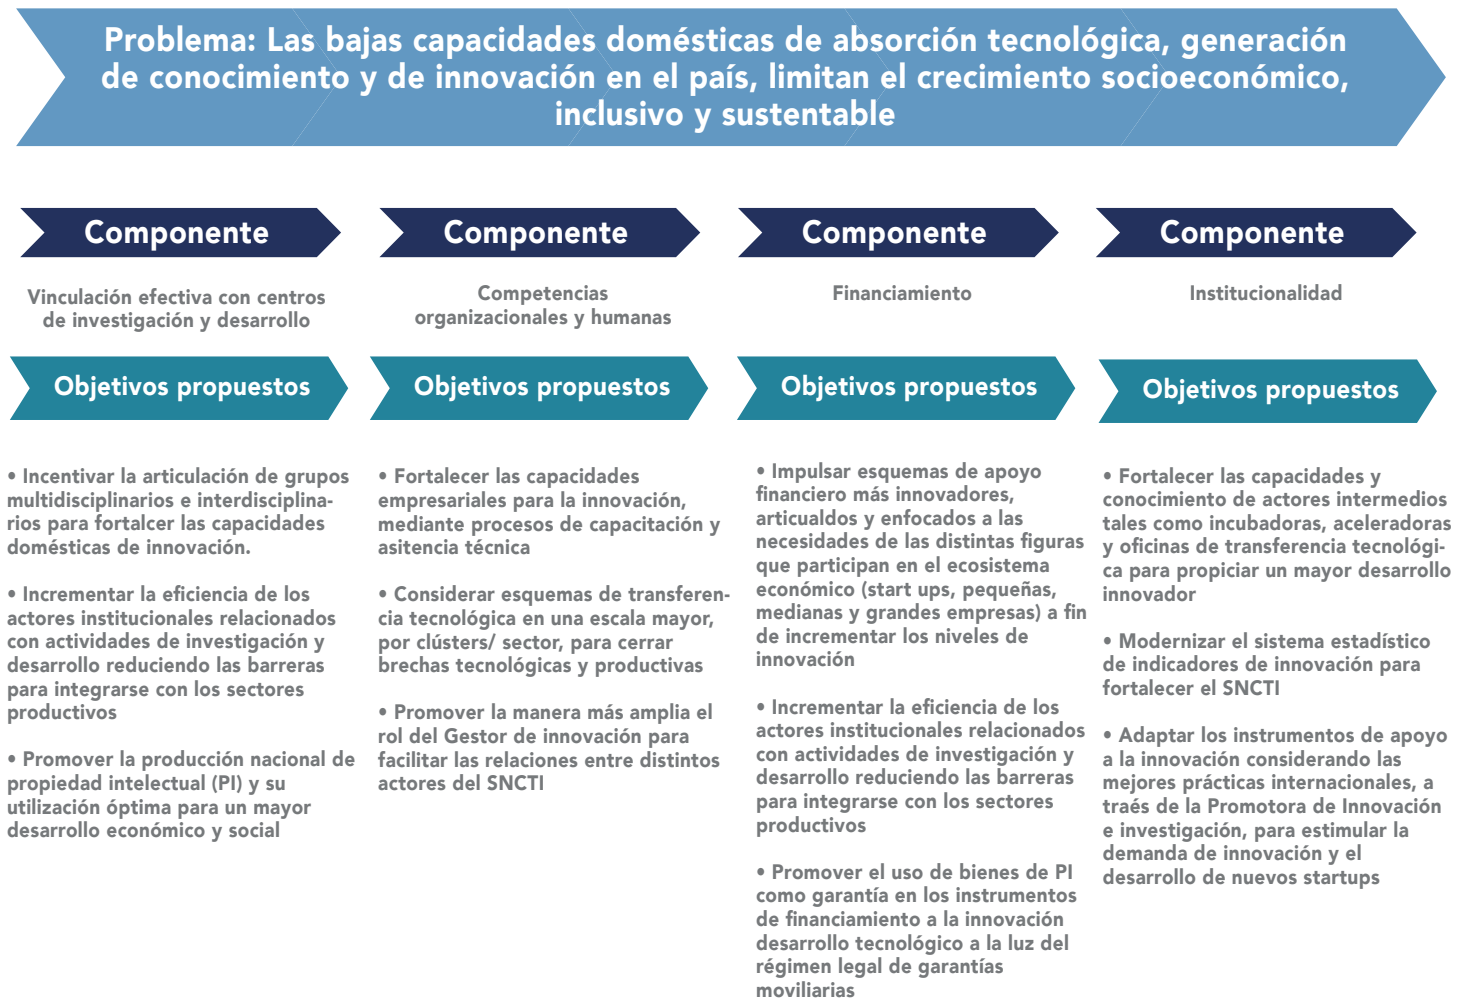 Problema: Las bajas capacidades domésticas de absorción tecnológica, generación
de conocimiento y de innovación en el país, limitan el crecimiento socioeconómico,
inclusivo y sustentable
Componente
Vinculación efectiva con centros
de investigación y desarrollo
Objetivos propuestos
• Incentivar la articulación de grupos
multidisciplinarios e interdisciplina-
rios para fortalcer las capacidades
domésticas de innovación.
• Incrementar la eficiencia de los
actores institucionales relacionados
con actividades de investigación y
desarrollo reduciendo las barreras
para integrarse con los sectores
productivos
• Promover la producción nacional de
propiedad intelectual (PI) y su
utilización óptima para un mayor
desarrollo económico y social
Componente
Competencias
organizacionales y humanas
Objetivos propuestos
• Fortalecer las capacidades
empresariales para la innovación,
mediante procesos de capacitación y
asitencia técnica
• Considerar esquemas de transferen-
cia tecnológica en una escala mayor,
por clústers/ sector, para cerrar
brechas tecnológicas y productivas
• Promover la manera más amplia el
rol del Gestor de innovación para
facilitar las relaciones entre distintos
actores del SNCTI
Componente
Financiamiento
Objetivos propuestos
• Impulsar esquemas de apoyo
financiero más innovadores,
articualdos y enfocados a las
necesidades de las distintas figuras
que participan en el ecosistema
económico (start ups, pequeñas,
medianas y grandes empresas) a fin
de incrementar los niveles de
innovación
• Incrementar la eficiencia de los
actores institucionales relacionados
con actividades de investigación y
desarrollo reduciendo las barreras
para integrarse con los sectores
productivos
• Promover el uso de bienes de PI
como garantía en los instrumentos
de financiamiento a la innovación
desarrollo tecnológico a la luz del
régimen legal de garantías
moviliarias
Componente
Institucionalidad
Objetivos propuestos
• Fortalecer las capacidades y
conocimiento de actores intermedios
tales como incubadoras, aceleradoras
y oficinas de transferencia tecnológi-
ca para propiciar un mayor desarrollo
innovador
• Modernizar el sistema estadístico
de indicadores de innovación para
fortalecer el SNCTI
• Adaptar los instrumentos de apoyo
a la innovación considerando las
mejores prácticas internacionales, a
traés de la Promotora de Innovación
e investigación, para estimular la
demanda de innovación y el
desarrollo de nuevos startups